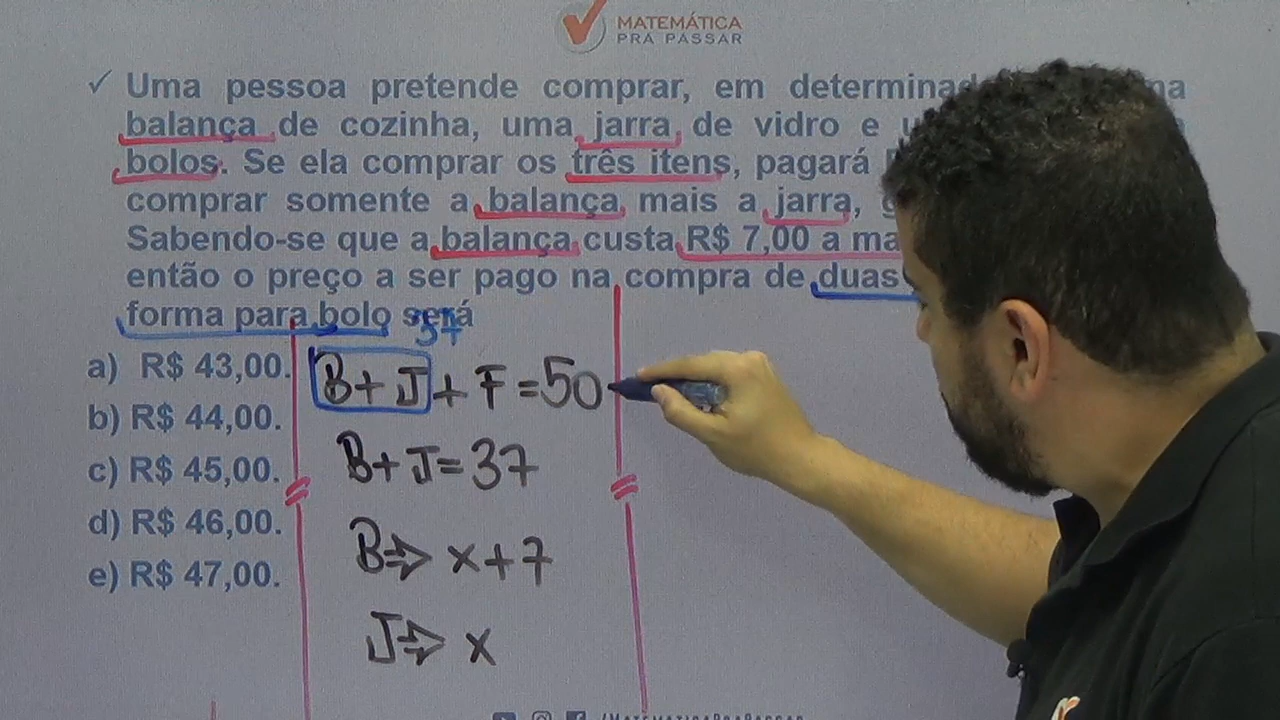 MATEMÁTICA
PRA PASSAR
✓ Uma pessoa pretende comprar, em
balança de cozinha, uma jarra de vidro e
bolos. Se ela comprar os três itens, pagará
comprar somente a balança mais a jarra,
Sabendo-se que a balança custa R$ 7,00 a
então o preço a ser pago na compra de duas
forma para bolo será
37
a) R$ 43,00.
b) R$ 44,00.
c) R$ 45,00.
d) R$ 46,00.
e) R$ 47,00.
B + J + F = 50
B + J = 37
B ⇒ x + 7
J ⇒ x
/MATEMATICAPRAPASSAR